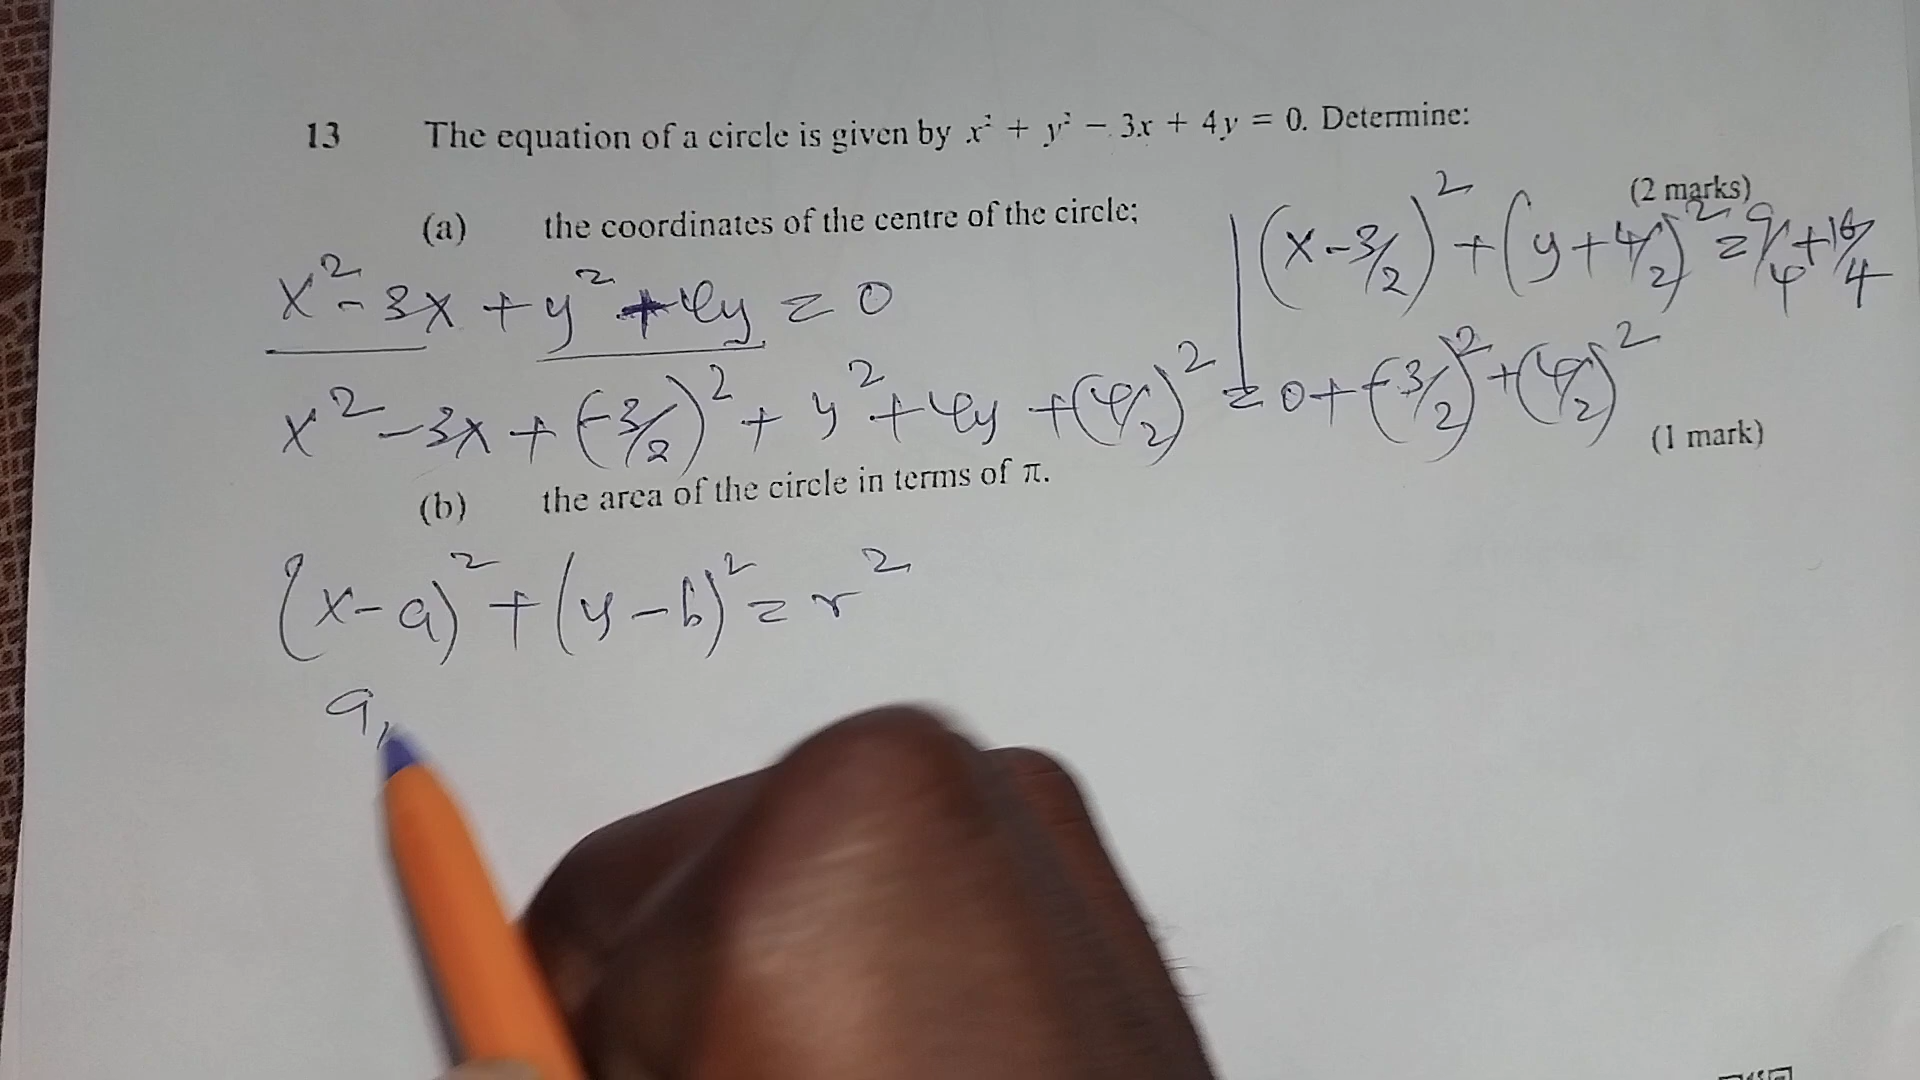 13 The equation of a circle is given by x² + y² − 3x + 4y = 0. Determine:
(a) the coordinates of the centre of the circle; (2 marks)
(x-3/2)² + (y+4/2)² = 9/4 + 16/4
x² - 3x + y² + 4y = 0
x² - 3x + (-3/2)² + y² + 4y + (4/2)² = 0 + (-3/2)² + (4/2)²
(1 mark)
(b) the area of the circle in terms of π.
(x-a)² + (y-b)² = r²
a,